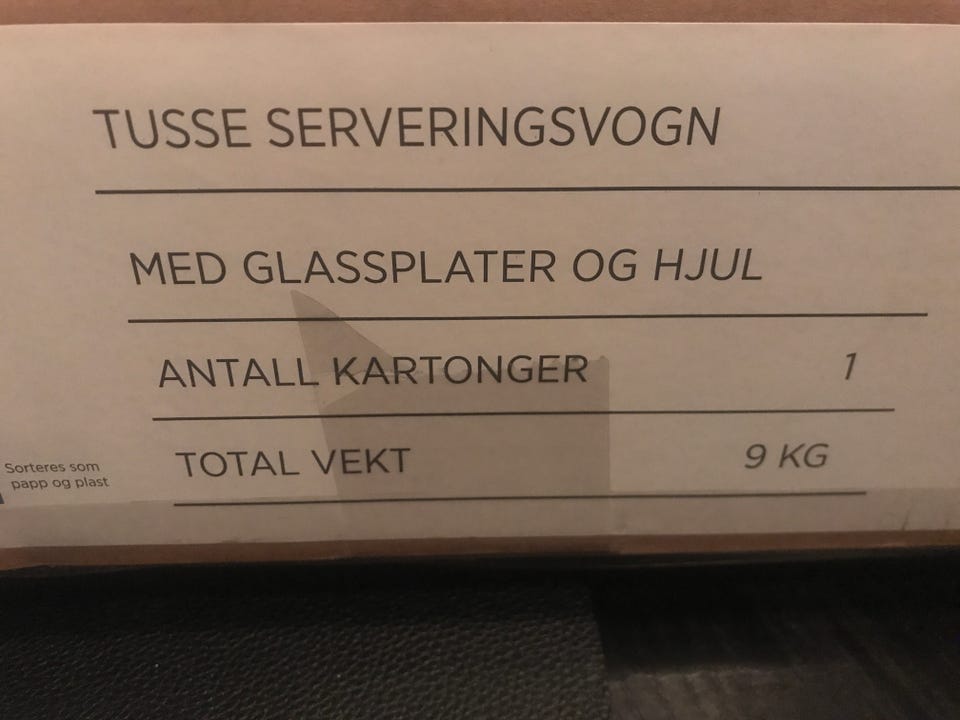 TUSSE SERVERINGSVOGN
MED GLASSPLATER OG HJUL
ANTALL KARTONGER 1
TOTAL VEKT 9 KG
Sorteres som
papp og plast